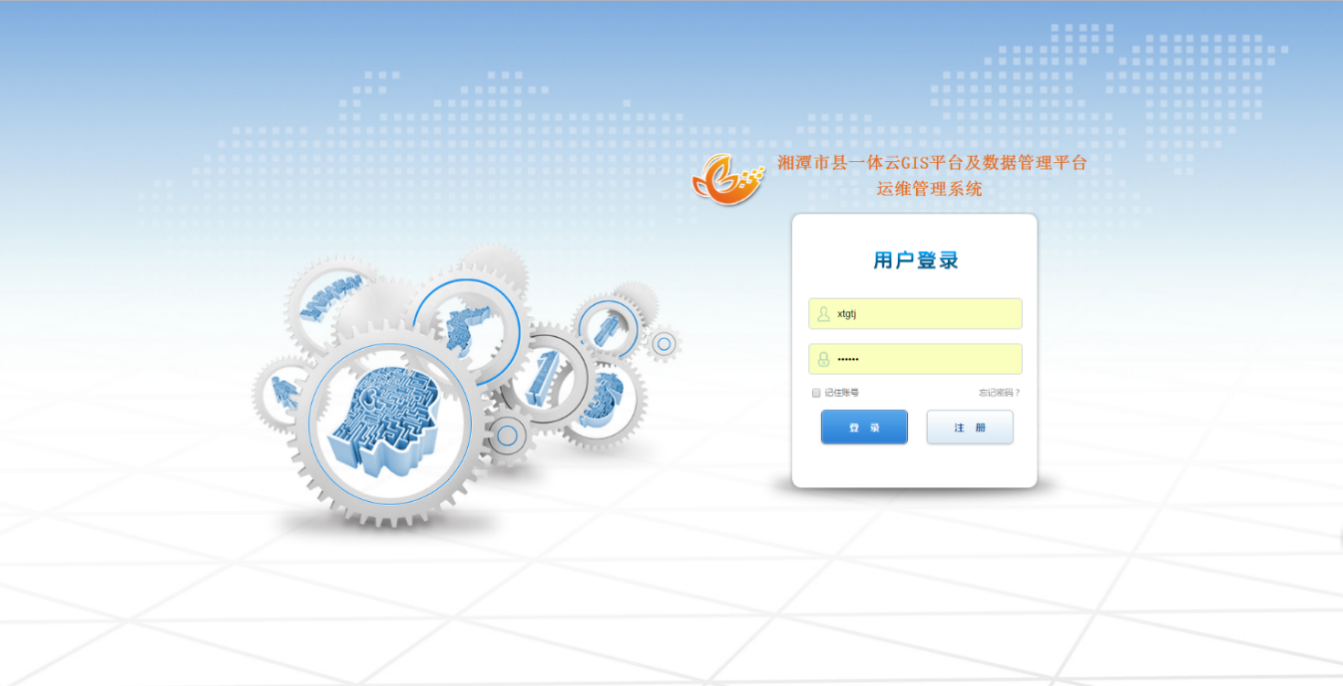 湘潭市县一体云GIS平台及数据管理平台
运维管理系统
用户登录
xtgtj
••••••
记住账号
忘记密码？
登 录
注 册